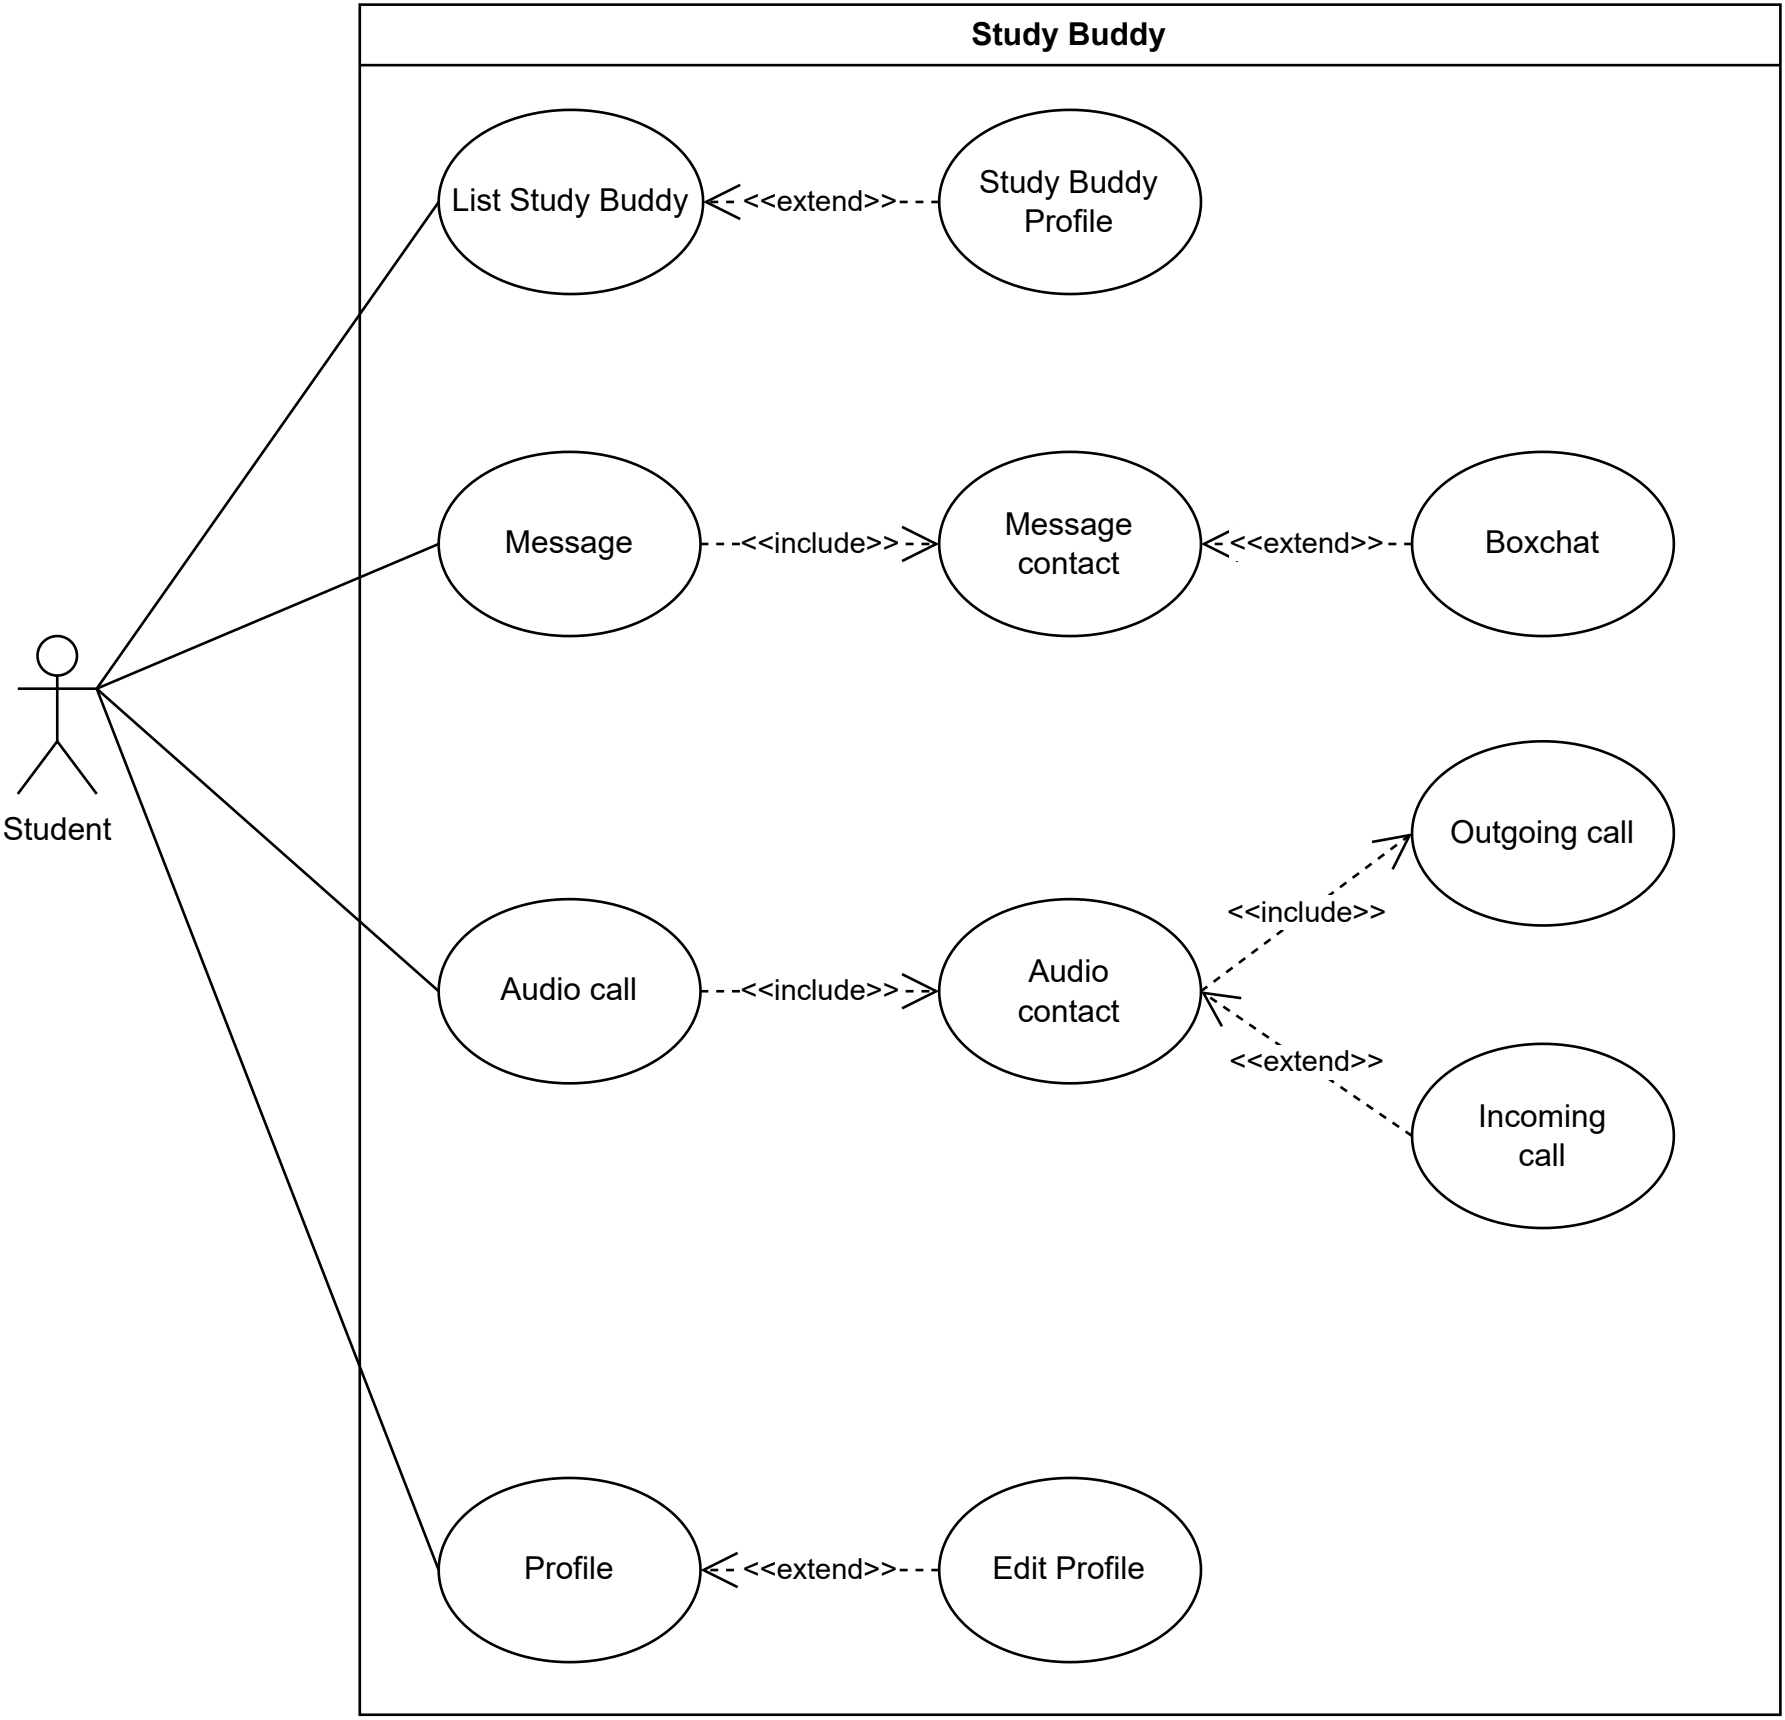 Study Buddy
List Study Buddy
<<extend>>
Study Buddy
Profile
Message
<<include>>
Message
contact
<<extend>>
Boxchat
Student
Outgoing call
<<include>>
Audio call
<<include>>
Audio
contact
<<extend>>
Incoming
call
Profile
<<extend>>
Edit Profile